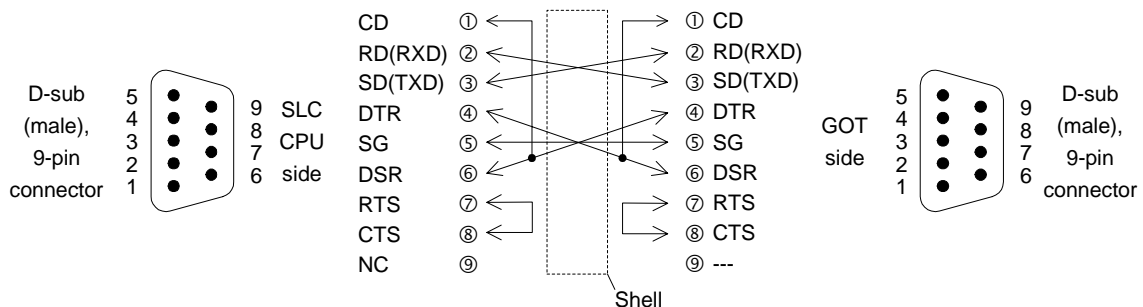 CD ① ① CD
RD(RXD) ② ② RD(RXD)
SD(TXD) ③ ③ SD(TXD)
DTR ④ ④ DTR
SG ⑤ ⑤ SG
DSR ⑥ ⑥ DSR
RTS ⑦ ⑦ RTS
CTS ⑧ ⑧ CTS
NC ⑨ ⑨ ---
Shell
D-sub
(male),
9-pin
connector
5
4
3
2
1
9
8
7
6
SLC
CPU
side
GOT
side
5
4
3
2
1
9
8
7
6
D-sub
(male),
9-pin
connector